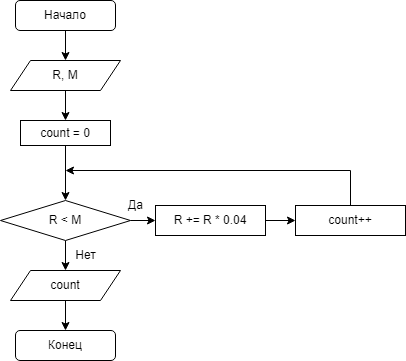 Начало
R, M
count = 0
Да
R < M
R += R * 0.04
count++
Нет
count
Конец